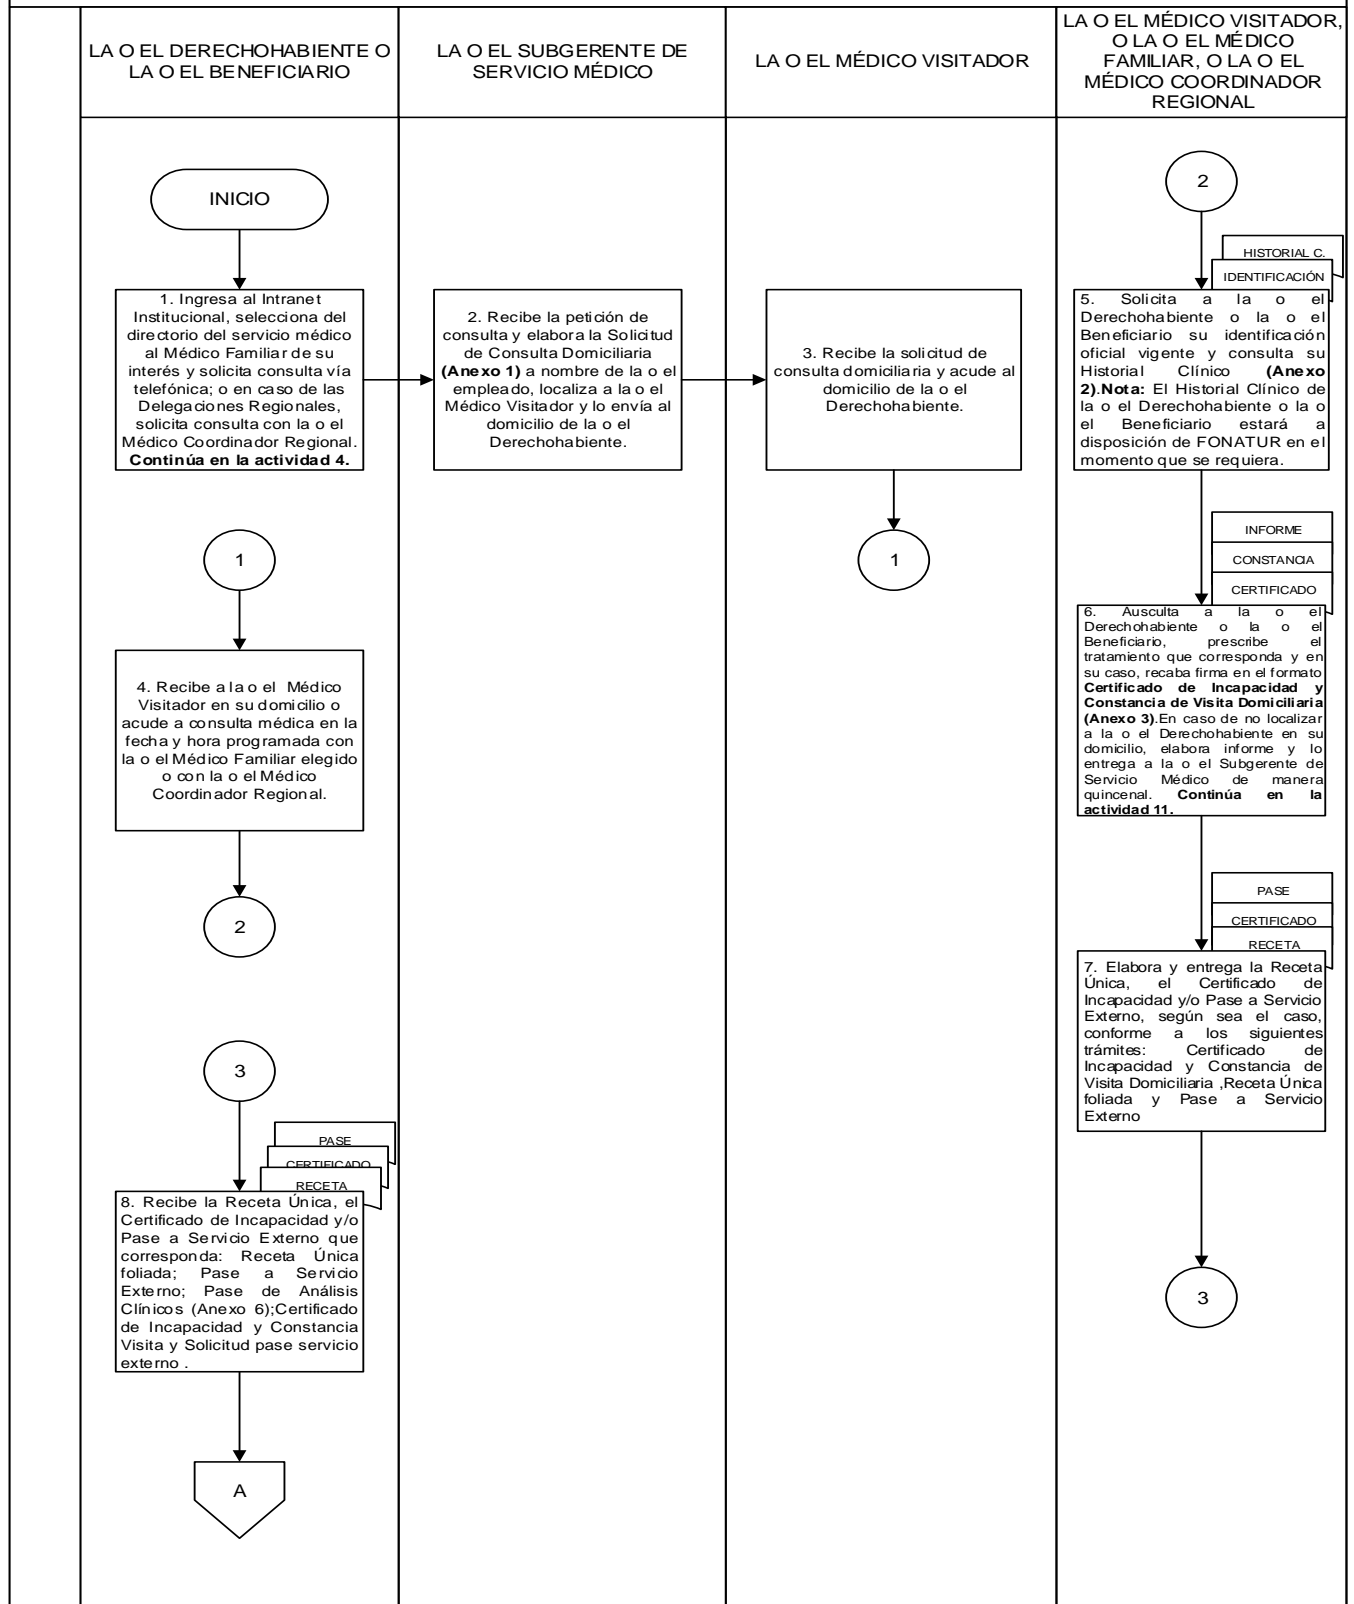 LA O EL DERECHOHABIENTE O
LA O EL BENEFICIARIO
LA O EL SUBGERENTE DE
SERVICIO MÉDICO
LA O EL MÉDICO VISITADOR
LA O EL MÉDICO VISITADOR,
O LA O EL MÉDICO
FAMILIAR, O LA O EL
MÉDICO COORDINADOR
REGIONAL
INICIO
1. Ingresa al Intranet
Institucional, selecciona del
directorio del servicio médico
al Médico Familiar de su
interés y solicita consulta vía
telefónica; o en caso de las
Delegaciones Regionales,
solicita consulta con la o el
Médico Coordinador Regional.
Continúa en la actividad 4.
2. Recibe la petición de
consulta y elabora la Solicitud
de Consulta Domiciliaria
(Anexo 1) a nombre de la o el
empleado, localiza a la o el
Médico Visitador y lo envía al
domicilio de la o el
Derechohabiente.
3. Recibe la solicitud de
consulta domiciliaria y acude al
domicilio de la o el
Derechohabiente.
1
1
4. Recibe a la o el Médico
Visitador en su domicilio o
acude a consulta médica en la
fecha y hora programada con
la o el Médico Familiar elegido
o con la o el Médico
Coordinador Regional.
2
2
HISTORIAL C.
IDENTIFICACIÓN
5. Solicita a la o el
Derechohabiente o la o el
Beneficiario su identificación
oficial vigente y consulta su
Historial Clínico (Anexo
2).Nota: El Historial Clínico de
la o el Derechohabiente o la o
el Beneficiario estará a
disposición de FONATUR en el
momento que se requiera.
INFORME
CONSTANCIA
CERTIFICADO
6. Ausculta a la o el
Derechohabiente o la o el
Beneficiario, prescribe el
tratamiento que corresponda y en
su caso, recaba firma en el formato
Certificado de Incapacidad y
Constancia de Visita Domiciliaria
(Anexo 3).En caso de no localizar
a la o el Derechohabiente en su
domicilio, elabora informe y lo
entrega a la o el Subgerente de
Servicio Médico de manera
quincenal. Continúa en la
actividad 11.
PASE
CERTIFICADO
RECETA
7. Elabora y entrega la Receta
Única, el Certificado de
Incapacidad y/o Pase a Servicio
Externo, según sea el caso,
conforme a los siguientes
trámites: Certificado de
Incapacidad y Constancia de
Visita Domiciliaria ,Receta Única
foliada y Pase a Servicio
Externo
3
3
PASE
CERTIFICADO
RECETA
8. Recibe la Receta Única, el
Certificado de Incapacidad y/o
Pase a Servicio Externo que
corresponda: Receta Única
foliada; Pase a Servicio
Externo; Pase de Análisis
Clínicos (Anexo 6);Certificado
de Incapacidad y Constancia
Visita y Solicitud pase servicio
externo .
A